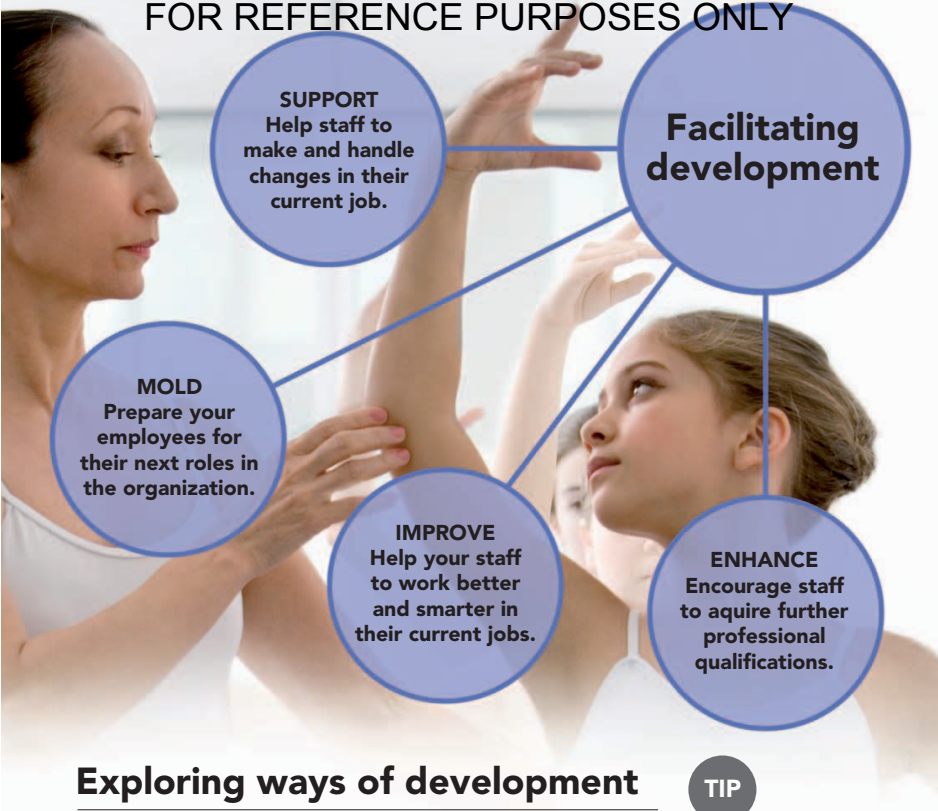 FOR REFERENCE PURPOSES ONLY
SUPPORT
Help staff to
make and handle
changes in their
current job.
Facilitating
development
MOLD
Prepare your
employees for
their next roles in
the organization.
IMPROVE
Help your staff
to work better
and smarter in
their current jobs.
ENHANCE
Encourage staff
to aquire further
professional
qualifications.
Exploring ways of development
TIP